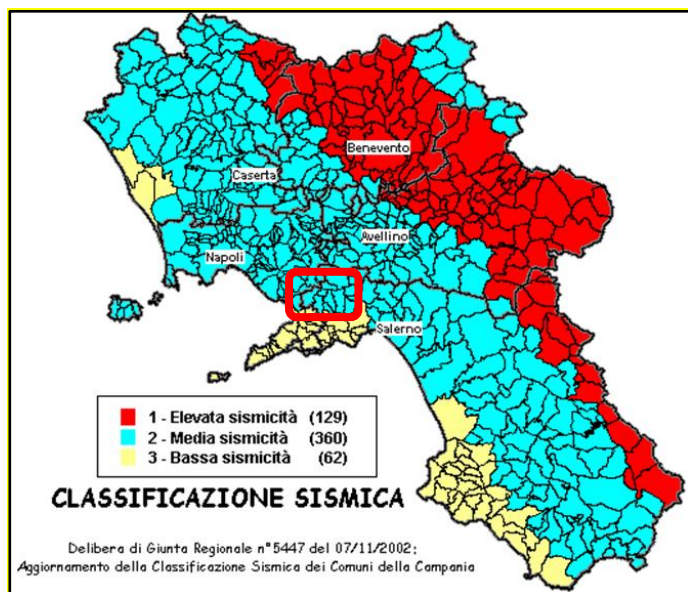 Benevento
Caserta
Avellino
Napoli
Salerno
1 - Elevata sismicità (129)
2 - Media sismicità (360)
3 - Bassa sismicità (62)
CLASSIFICAZIONE SISMICA
Delibera di Giunta Regionale n°5447 del 07/11/2002;
Aggiornamento della Classificazione Sismica dei Comuni della Campania